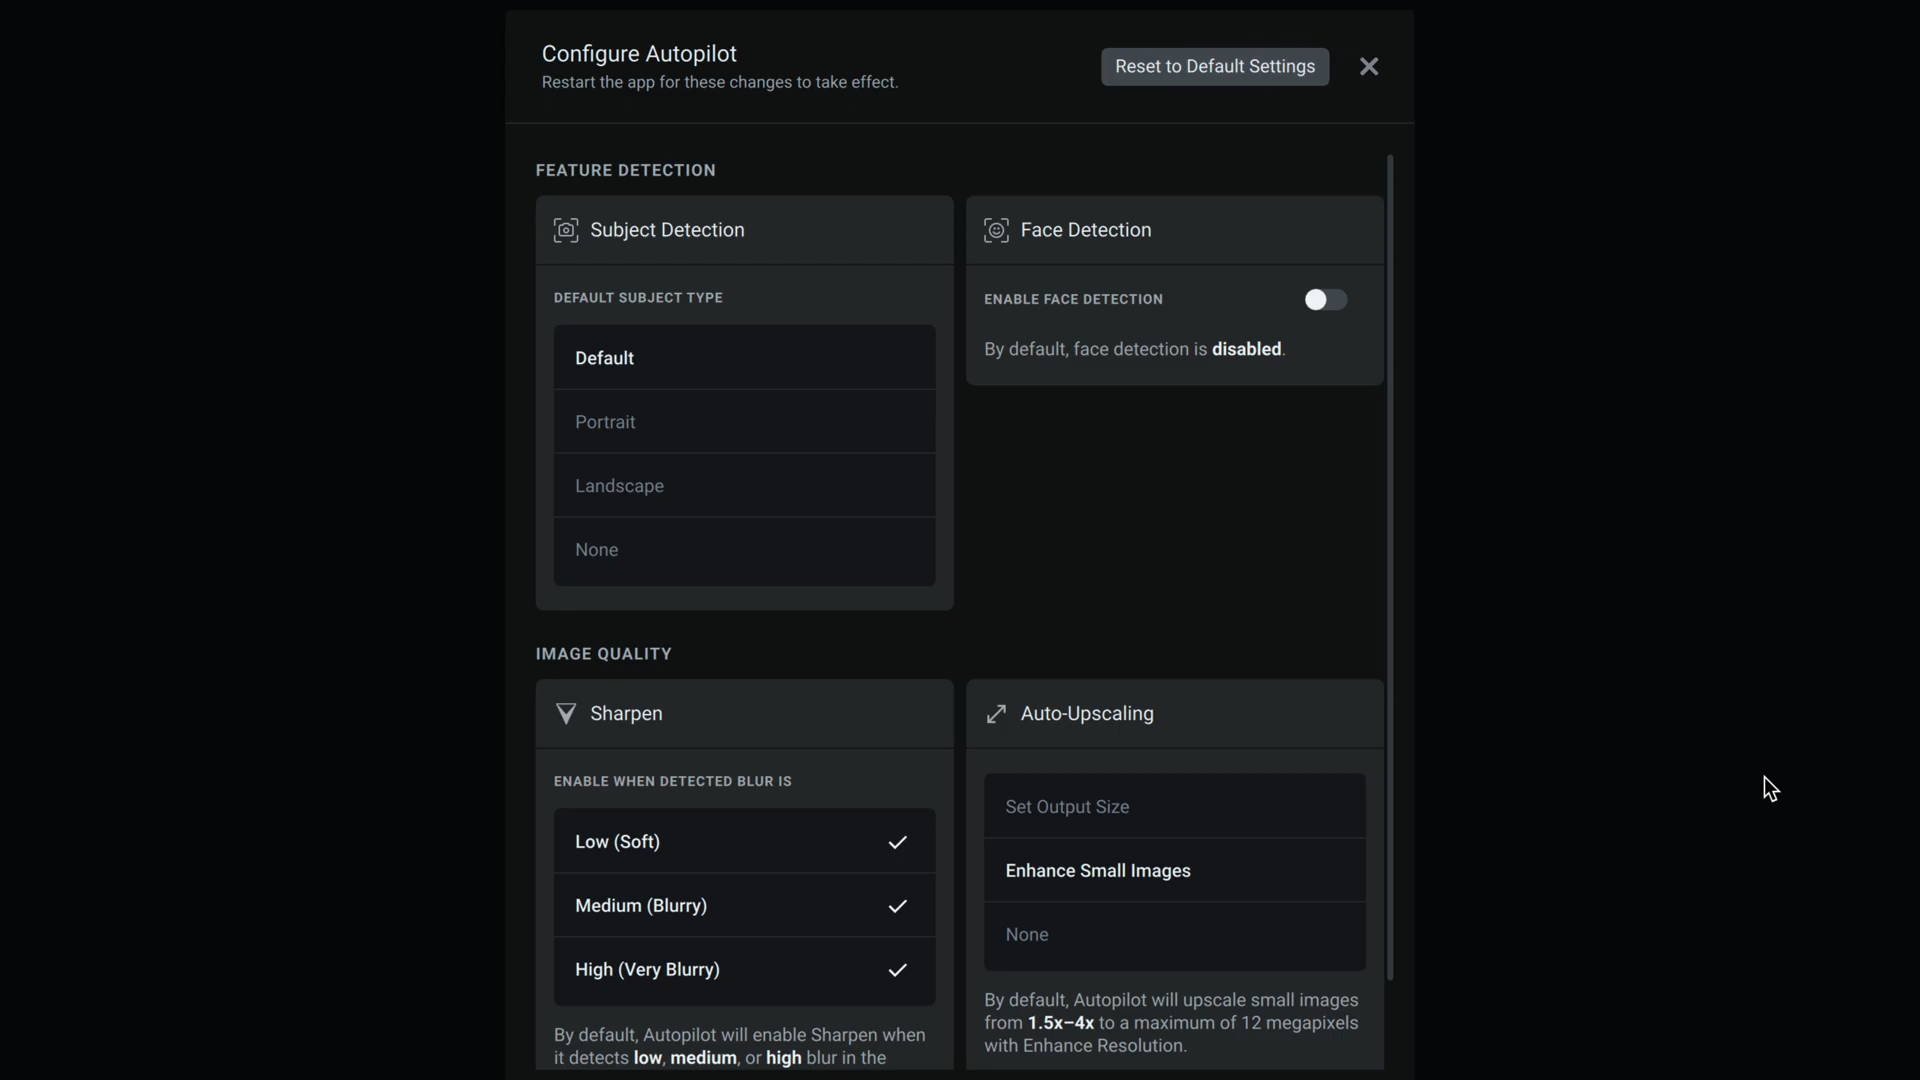 Configure Autopilot
Restart the app for these changes to take effect.
Reset to Default Settings
FEATURE DETECTION
Subject Detection
DEFAULT SUBJECT TYPE
Default
Portrait
Landscape
None
Face Detection
ENABLE FACE DETECTION
By default, face detection is disabled.
IMAGE QUALITY
Sharpen
ENABLE WHEN DETECTED BLUR IS
Low (Soft)
Medium (Blurry)
High (Very Blurry)
By default, Autopilot will enable Sharpen when
it detects low, medium, or high blur in the
Auto-Upscaling
Set Output Size
Enhance Small Images
None
By default, Autopilot will upscale small images
from 1.5x–4x to a maximum of 12 megapixels
with Enhance Resolution.